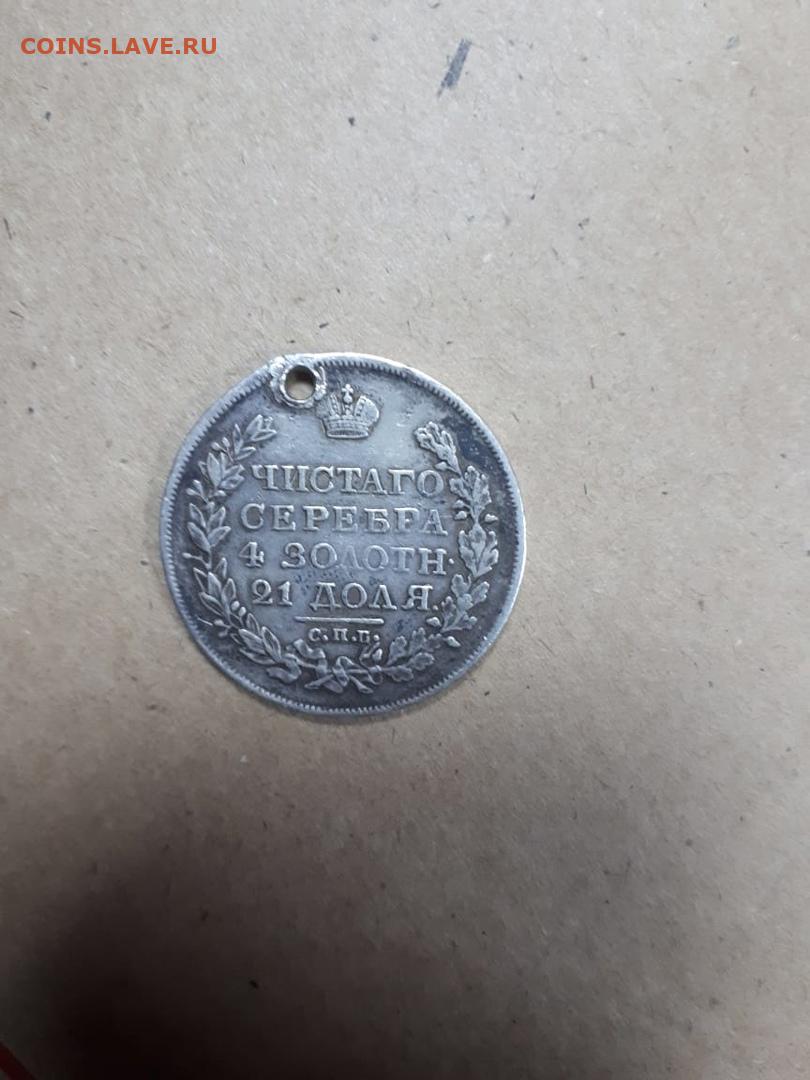 COINS.LAVE.RU
ЧИСТАГО
СЕРЕБРА
4 ЗОЛОТН.
21 ДОЛЯ.
С.П.Б.